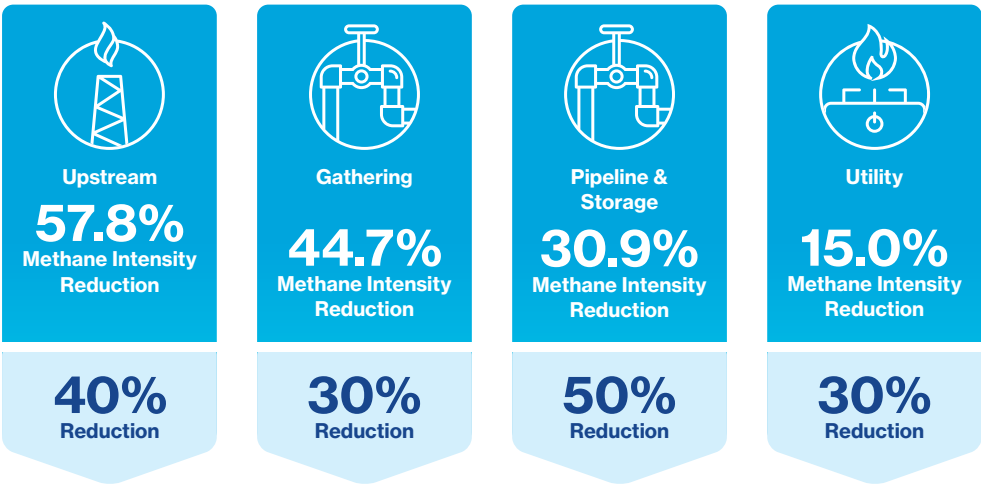 Upstream
57.8%
Methane Intensity
Reduction
40%
Reduction
Gathering
44.7%
Methane Intensity
Reduction
30%
Reduction
Pipeline &
Storage
30.9%
Methane Intensity
Reduction
50%
Reduction
Utility
15.0%
Methane Intensity
Reduction
30%
Reduction